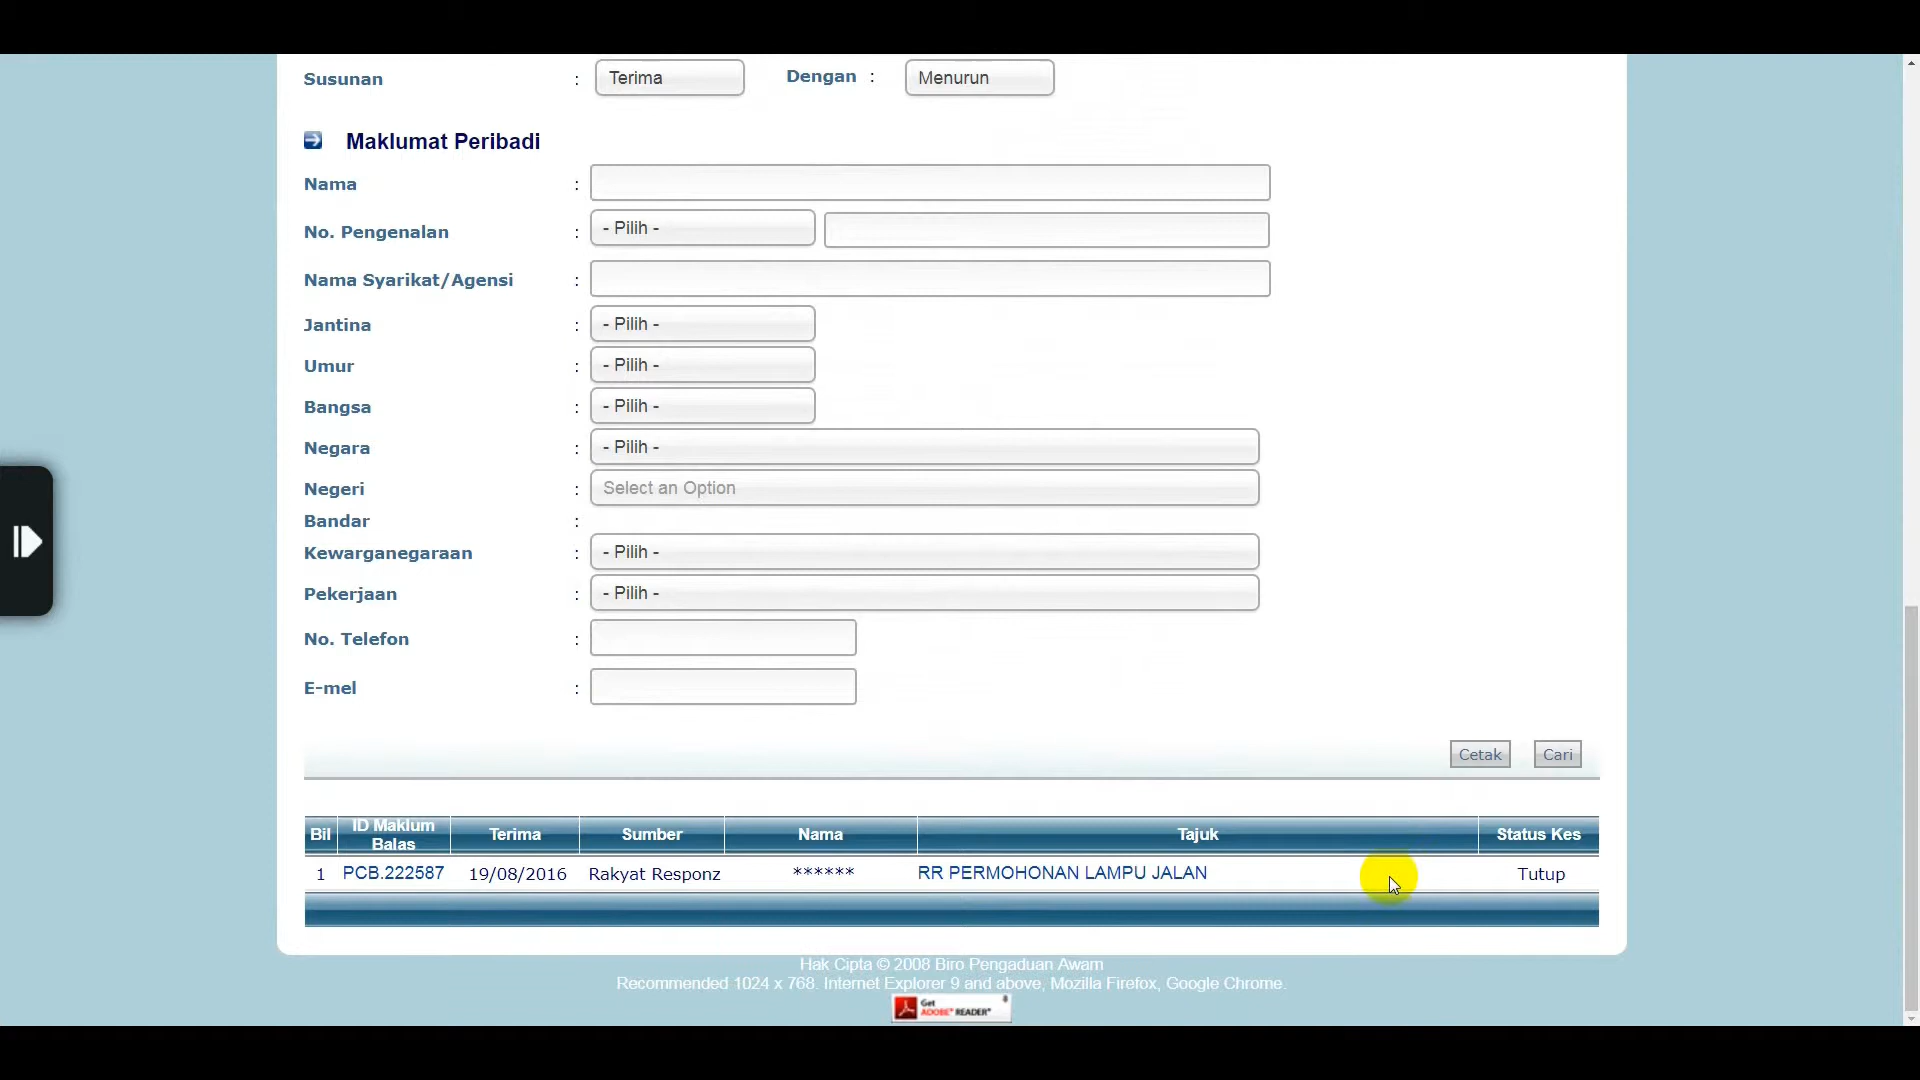 Susunan : Terima Dengan : Menurun
Maklumat Peribadi
Nama :
No. Pengenalan : - Pilih -
Nama Syarikat/Agensi :
Jantina : - Pilih -
Umur : - Pilih -
Bangsa : - Pilih -
Negara : - Pilih -
Negeri : Select an Option
Bandar :
Kewarganegaraan : - Pilih -
Pekerjaan : - Pilih -
No. Telefon :
E-mel :
Cetak Cari
Bil ID Maklum Balas Terima Sumber Nama Tajuk Status Kes
1 PCB.222587 19/08/2016 Rakyat Responz ****** RR PERMOHONAN LAMPU JALAN Tutup
Hak Cipta © 2008 Biro Pengaduan Awam
Recommended 1024 x 768. Internet Explorer 9 and above, Mozilla Firefox, Google Chrome.
Get
ADOBE® READER®